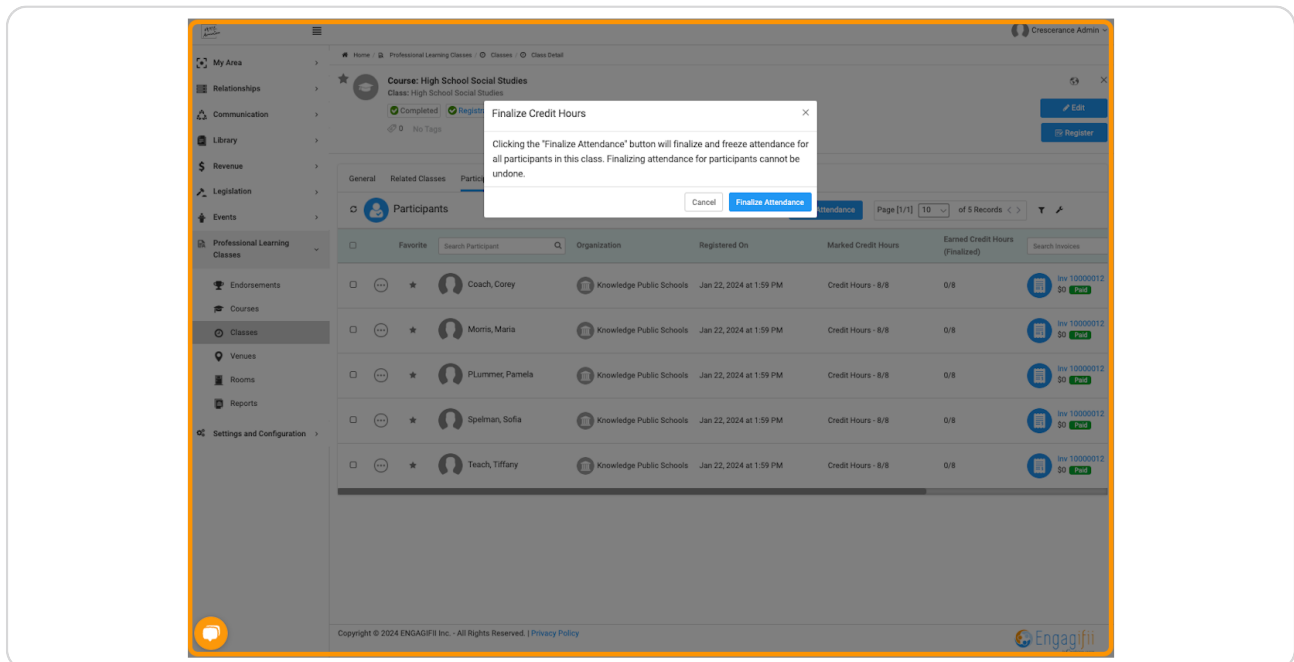 Crescerance Admin
My Area
Relationships
Communication
Library
Revenue
Legislation
Events
Professional Learning
Classes
Endorsements
Courses
Classes
Venues
Rooms
Reports
Settings and Configuration
Home / Professional Learning Classes / Classes / Class Detail
Course: High School Social Studies
Class: High School Social Studies
Completed
0 No Tags
Edit
Register
Finalize Credit Hours
Clicking the "Finalize Attendance" button will finalize and freeze attendance for
all participants in this class. Finalizing attendance for participants cannot be
undone.
Cancel Finalize Attendance
General Related Classes
Participants
Attendance Page [1/1] 10 of 5 Records
Favorite Search Participant Organization Registered On Marked Credit Hours Earned Credit Hours
(Finalized) Search Invoices
Coach, Corey Knowledge Public Schools Jan 22, 2024 at 1:59 PM Credit Hours - 8/8 0/8 Inv 10000012
$0 Paid
Morris, Maria Knowledge Public Schools Jan 22, 2024 at 1:59 PM Credit Hours - 8/8 0/8 Inv 10000012
$0 Paid
PLummer, Pamela Knowledge Public Schools Jan 22, 2024 at 1:59 PM Credit Hours - 8/8 0/8 Inv 10000012
$0 Paid
Spelman, Sofia Knowledge Public Schools Jan 22, 2024 at 1:59 PM Credit Hours - 8/8 0/8 Inv 10000012
$0 Paid
Teach, Tiffany Knowledge Public Schools Jan 22, 2024 at 1:59 PM Credit Hours - 8/8 0/8 Inv 10000012
$0 Paid
Copyright © 2024 ENGAGIFII Inc. - All Rights Reserved. | Privacy Policy
Engagifii